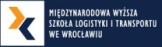 MIĘDZYNARODOWA WYŻSZA
SZKOŁA LOGISTYKI I TRANSPORTU
WE WROCŁAWIU